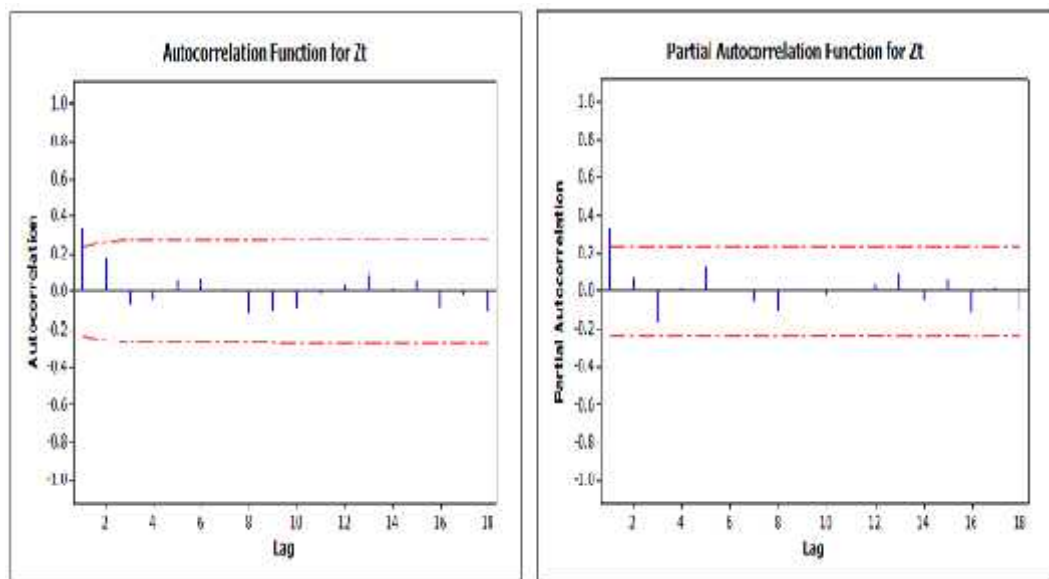 Autocorrelation Function for Zt
Autocorrelation
1.0
0.8
0.6
0.4
0.2
0.0
-0.2
-0.4
-0.6
-0.8
-1.0
2 4 6 8 10 12 14 16 18
Lag
Partial Autocorrelation Function for Zt
Partial Autocorrelation
1.0
0.8
0.6
0.4
0.2
0.0
-0.2
-0.4
-0.6
-0.8
-1.0
2 4 6 8 10 12 14 16 18
Lag